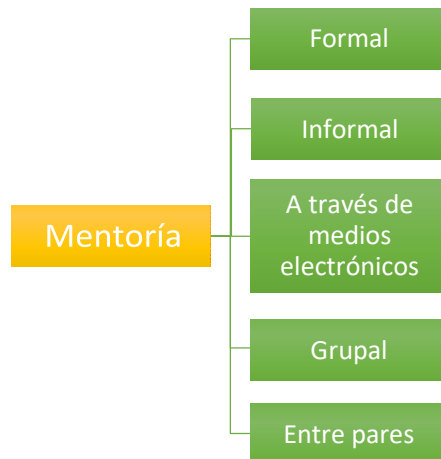 Formal
Informal
A través de
medios
electrónicos
Mentoría
Grupal
Entre pares